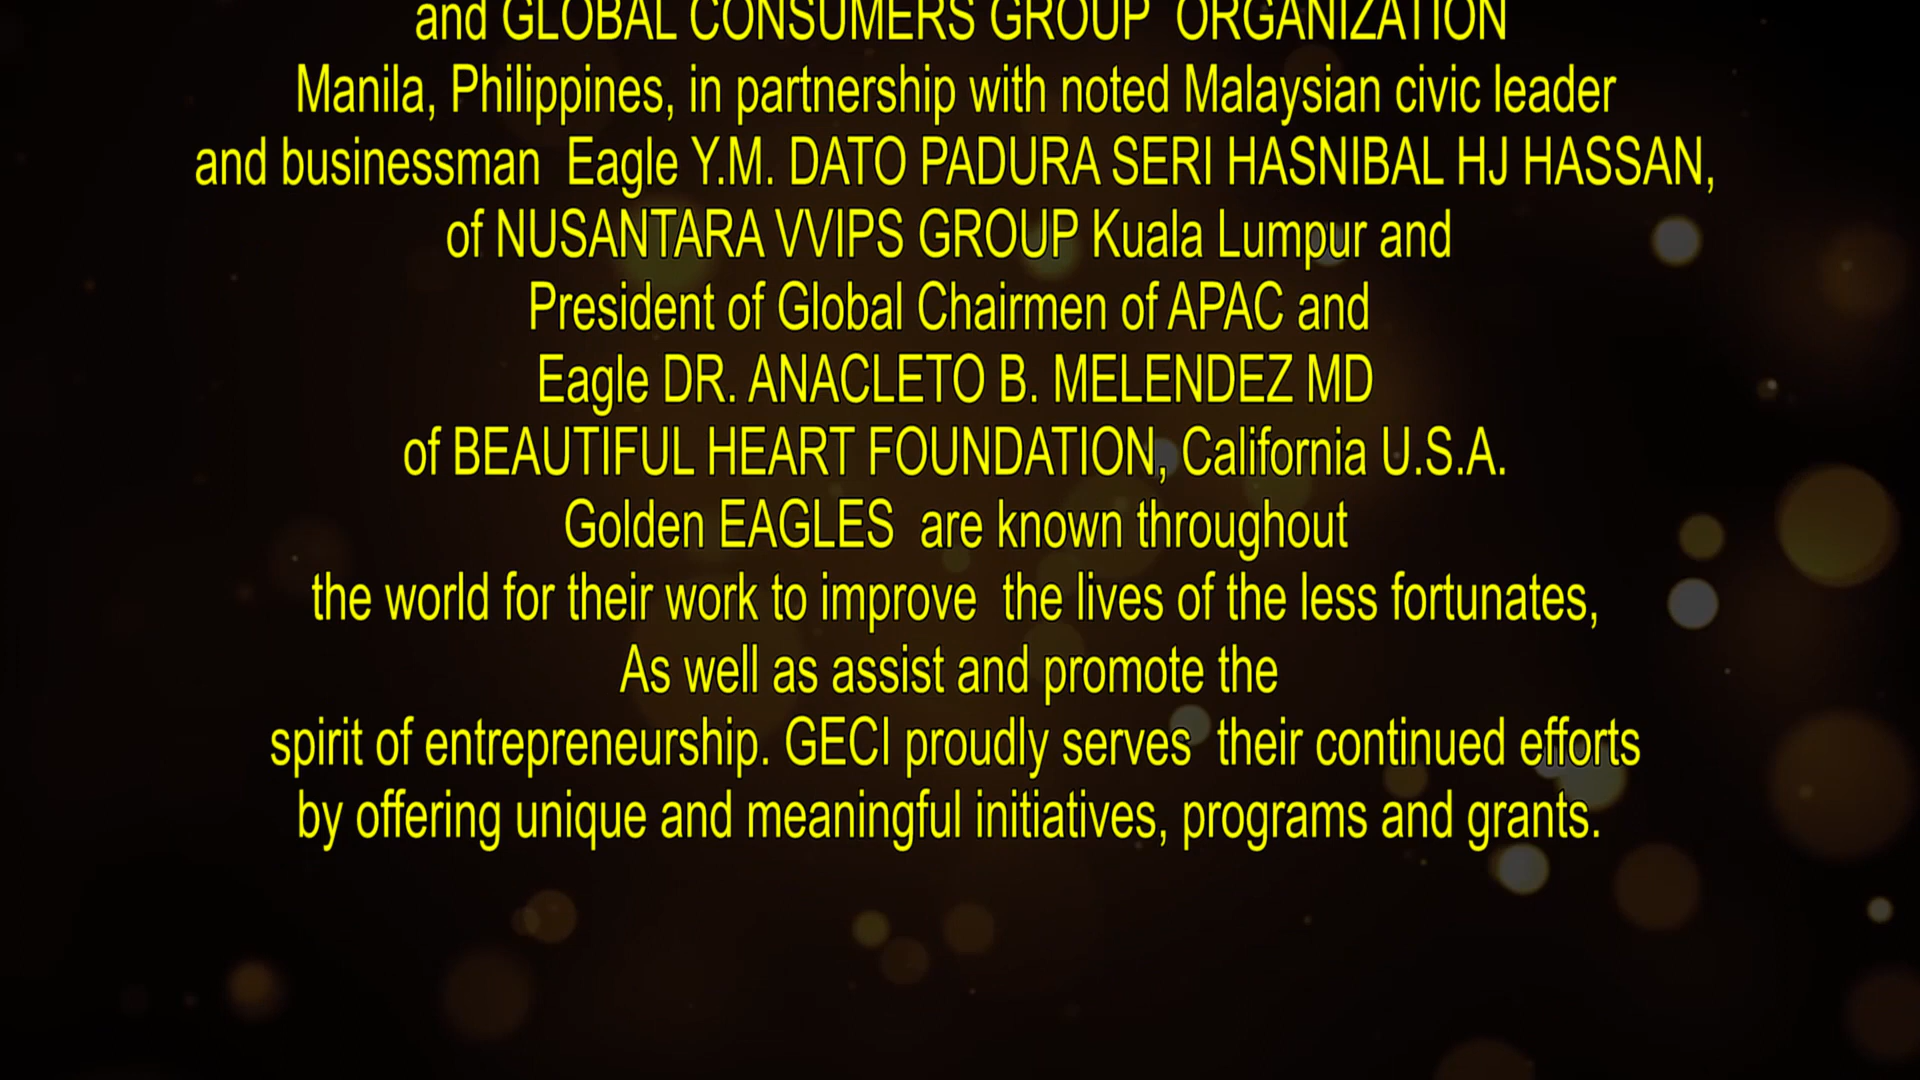 and GLOBAL CONSUMERS GROUP  ORGANIZATION
Manila, Philippines, in partnership with noted Malaysian civic leader
and businessman  Eagle Y.M. DATO PADURA SERI HASNIBAL HJ HASSAN,
of NUSANTARA VVIPS GROUP Kuala Lumpur and
President of Global Chairmen of APAC and
Eagle DR. ANACLETO B. MELENDEZ MD
of BEAUTIFUL HEART FOUNDATION, California U.S.A.
Golden EAGLES  are known throughout
the world for their work to improve  the lives of the less fortunates,
As well as assist and promote the
spirit of entrepreneurship. GECI proudly serves  their continued efforts
by offering unique and meaningful initiatives, programs and grants.